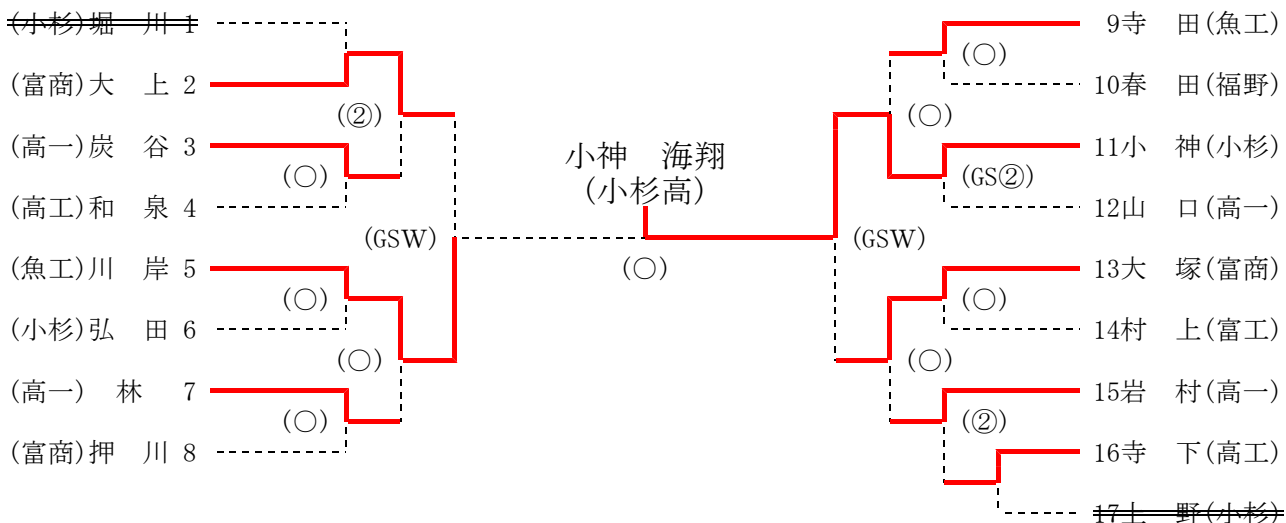 (小杉)堀　川 1
(富商)大　上 2
(②)
(高一)炭　谷 3
(○)
(高工)和　泉 4
(GSW)
(魚工)川　岸 5
(○)
(小杉)弘　田 6
(○)
(高一)　林　 7
(○)
(富商)押　川 8
小神　海翔
(小杉高)
(○)
9寺　田(魚工)
(○)
10春　田(福野)
(○)
11小　神(小杉)
(GS②)
12山　口(高一)
(GSW)
13大　塚(富商)
(○)
14村　上(富工)
(○)
15岩　村(高一)
(②)
16寺　下(高工)
野(小杉)